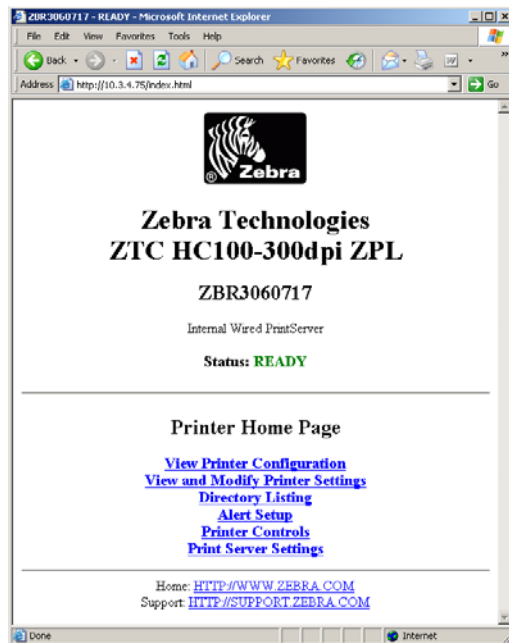 ZBR3060717 - READY - Microsoft Internet Explorer
File Edit View Favorites Tools Help
Back Search Favorites
Address http://10.3.4.75/index.html Go
® Zebra
Zebra Technologies
ZTC HC100-300dpi ZPL
ZBR3060717
Internal Wired PrintServer
Status: READY
Printer Home Page
View Printer Configuration
View and Modify Printer Settings
Directory Listing
Alert Setup
Printer Controls
Print Server Settings
Home: HTTP://WWW.ZEBRA.COM
Support: HTTP://SUPPORT.ZEBRA.COM
Done Internet